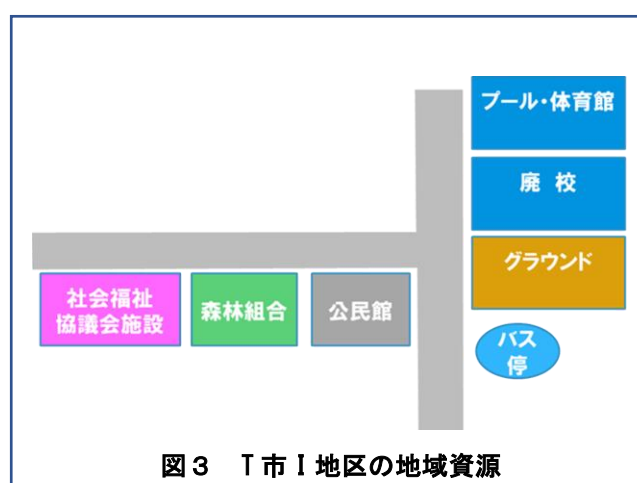 プール・体育館
廃 校
グラウンド
バス
停
社会福祉
協議会施設
森林組合
公民館
図３　Ｔ市Ｉ地区の地域資源